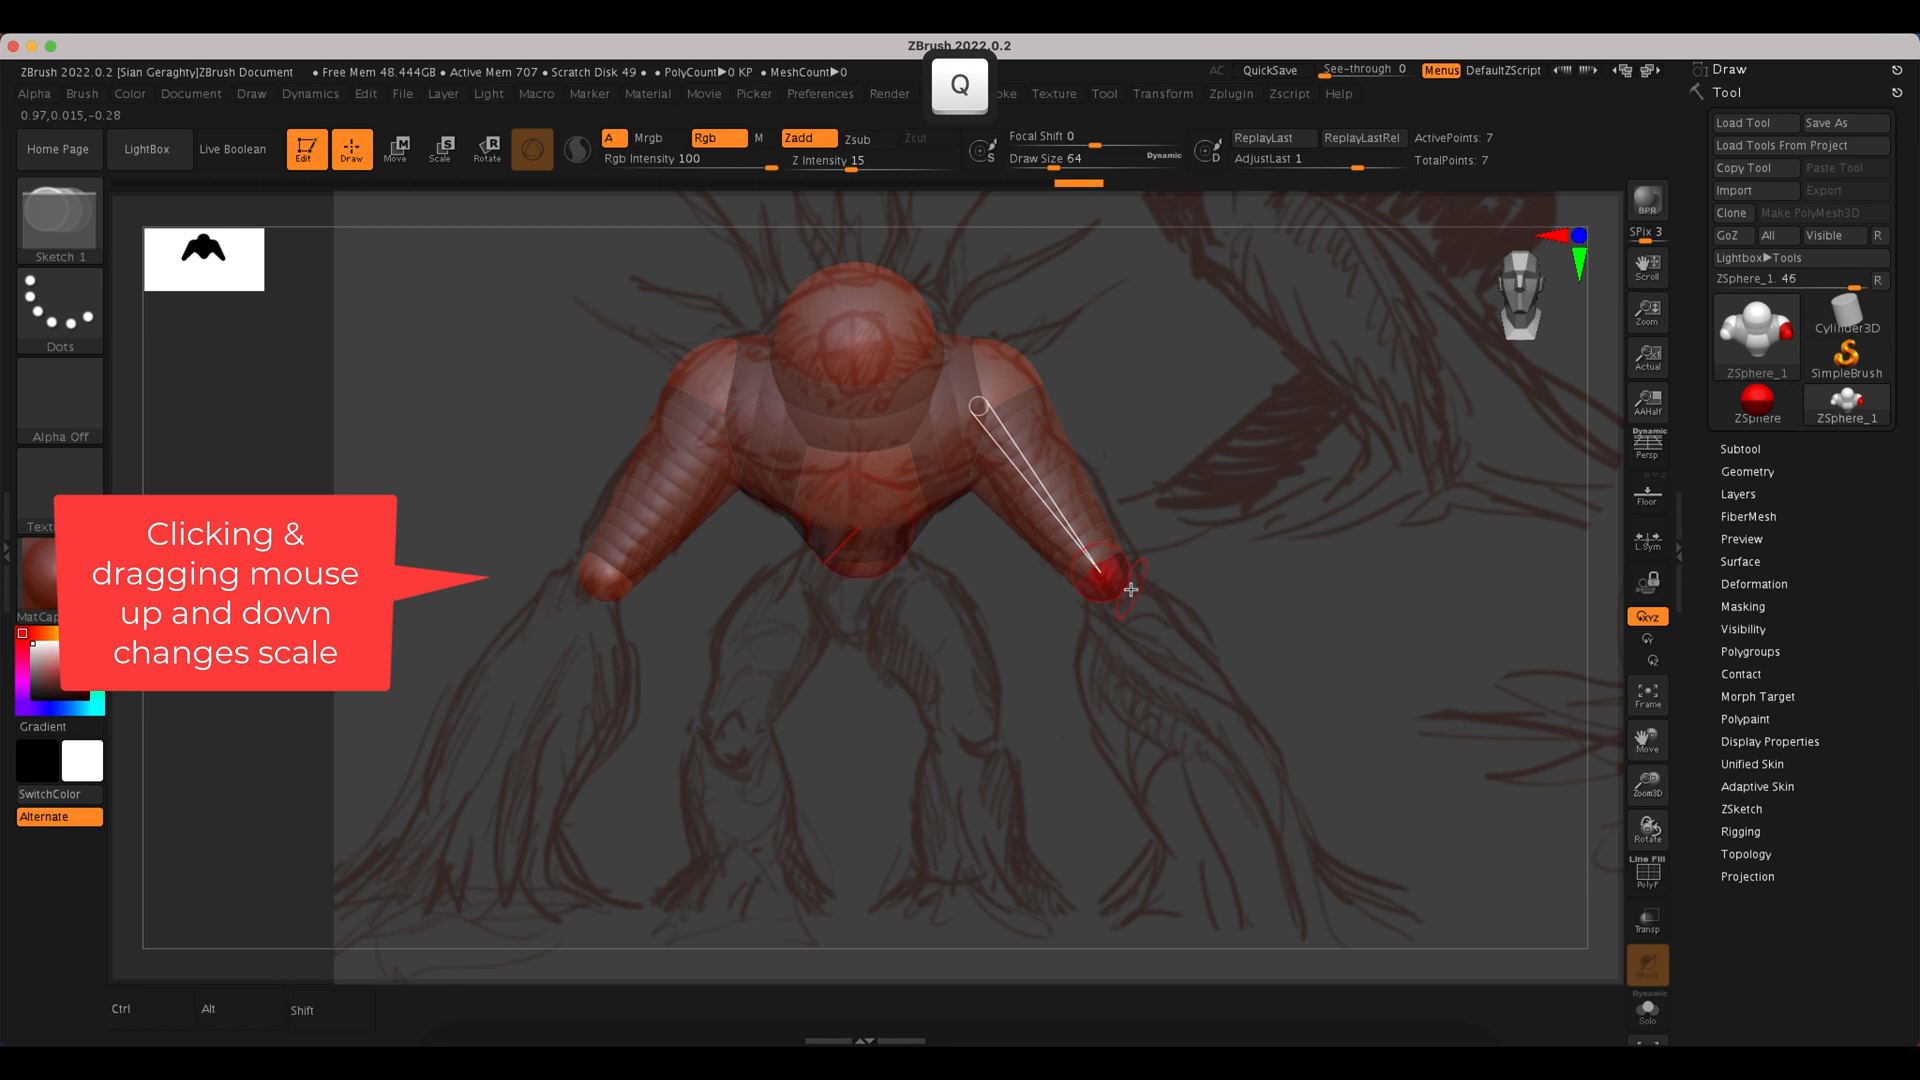 ZBrush 2022.0.2
ZBrush 2022.0.2 [Sian Geraghty]ZBrush Document • Free Mem 48.444GB • Active Mem 707 • Scratch Disk 49 • • PolyCount▶0 KP • MeshCount▶0
AC QuickSave See-through 0 Menus DefaultZScript
Q
Alpha Brush Color Document Draw Dynamics Edit File Layer Light Macro Marker Material Movie Picker Preferences Render oke Texture Tool Transform Zplugin Zscript Help
0.97,0.015,-0.28
Home Page LightBox Live Boolean Edit Draw Move Scale Rotate
A Mrgb Rgb M Zadd Zsub Zcut
Rgb Intensity 100 Z Intensity 15
Focal Shift 0
Draw Size 64 Dynamic
S D
ReplayLast ReplayLastRel ActivePoints: 7
AdjustLast 1 TotalPoints: 7
Sketch 1
Dots
Alpha Off
Textu
MatCap
Gradient
SwitchColor
Alternate
Clicking &
dragging mouse
up and down
changes scale
Ctrl Alt Shift
BPR
SPix 3
Scroll
Zoom
Actual
AAHalf
Dynamic
Persp
Floor
L.Sym
XYZ
Y
Z
Frame
Move
Zoom3D
Rotate
Line Fill
PolyF
Transp
Ghost
Dynamic
Solo
Draw
Tool
Load Tool Save As
Load Tools From Project
Copy Tool Paste Tool
Import Export
Clone Make PolyMesh3D
GoZ All Visible R
Lightbox▶Tools
ZSphere_1. 46 R
ZSphere_1 Cylinder3D
SimpleBrush
ZSphere ZSphere_1
Subtool
Geometry
Layers
FiberMesh
Preview
Surface
Deformation
Masking
Visibility
Polygroups
Contact
Morph Target
Polypaint
Display Properties
Unified Skin
Adaptive Skin
ZSketch
Rigging
Topology
Projection